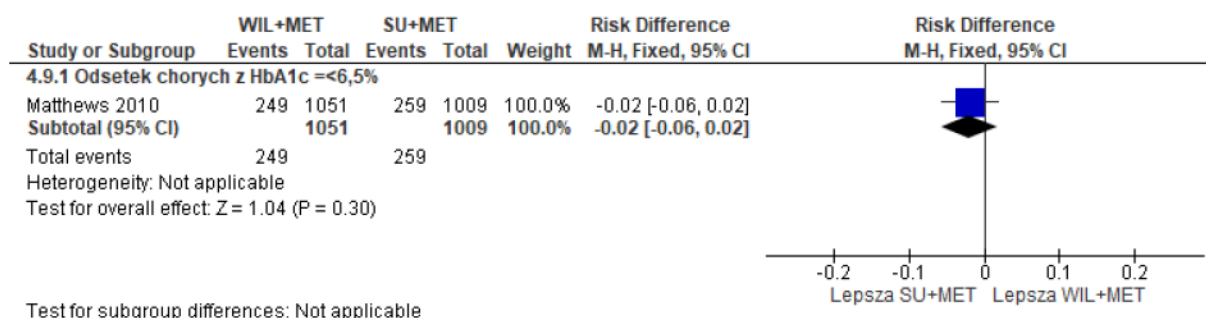 WIL+MET SU+MET Risk Difference Risk Difference
Study or Subgroup Events Total Events Total Weight M-H, Fixed, 95% CI M-H, Fixed, 95% CI
4.9.1 Odsetek chorych z HbA1c =<6,5%
Matthews 2010 249 1051 259 1009 100.0% -0.02 [-0.06, 0.02]
Subtotal (95% CI) 1051 1009 100.0% -0.02 [-0.06, 0.02]
Total events 249 259
Heterogeneity: Not applicable
Test for overall effect: Z = 1.04 (P = 0.30)
-0.2 -0.1 0 0.1 0.2
Lepsza SU+MET Lepsza WIL+MET
Test for subgroup differences: Not applicable